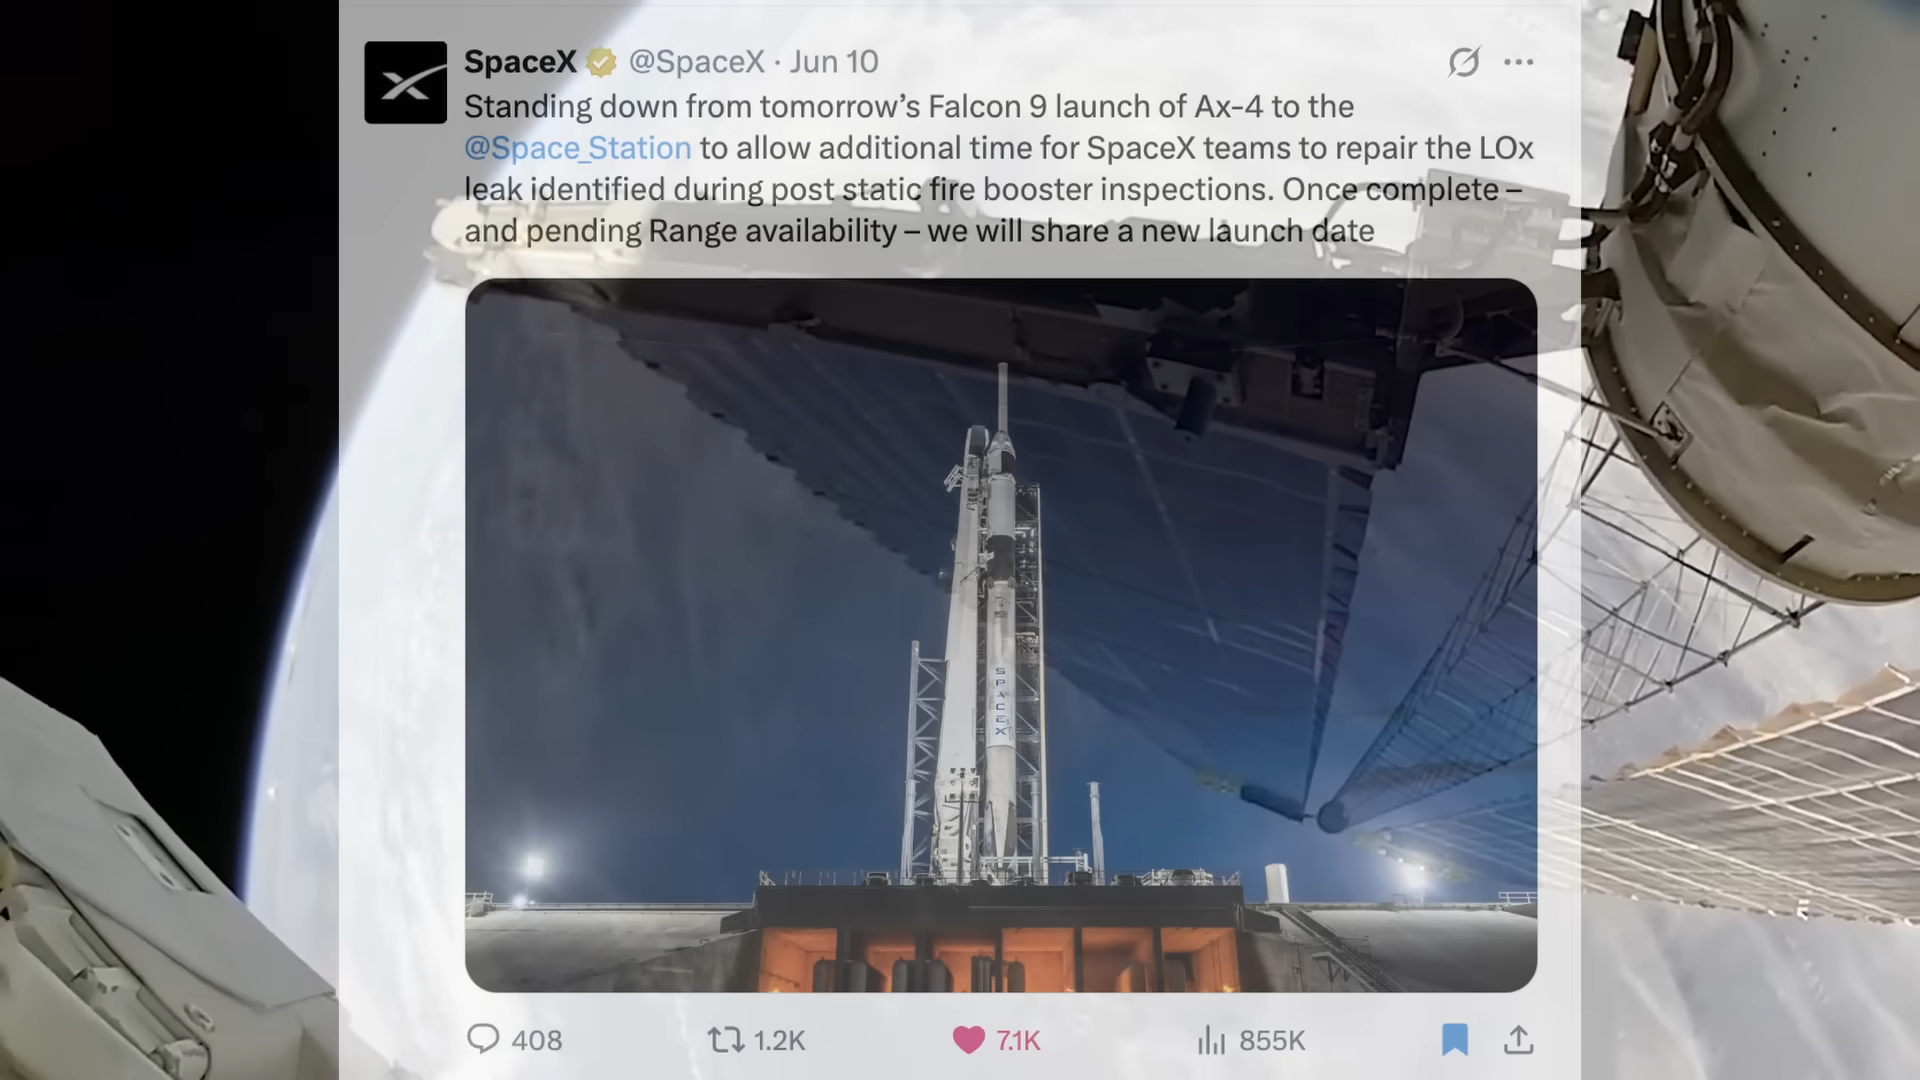 SpaceX @SpaceX · Jun 10
Standing down from tomorrow’s Falcon 9 launch of Ax-4 to the
@Space_Station to allow additional time for SpaceX teams to repair the LOx
leak identified during post static fire booster inspections. Once complete –
and pending Range availability – we will share a new launch date
SPACEX
408 1.2K 7.1K 855K